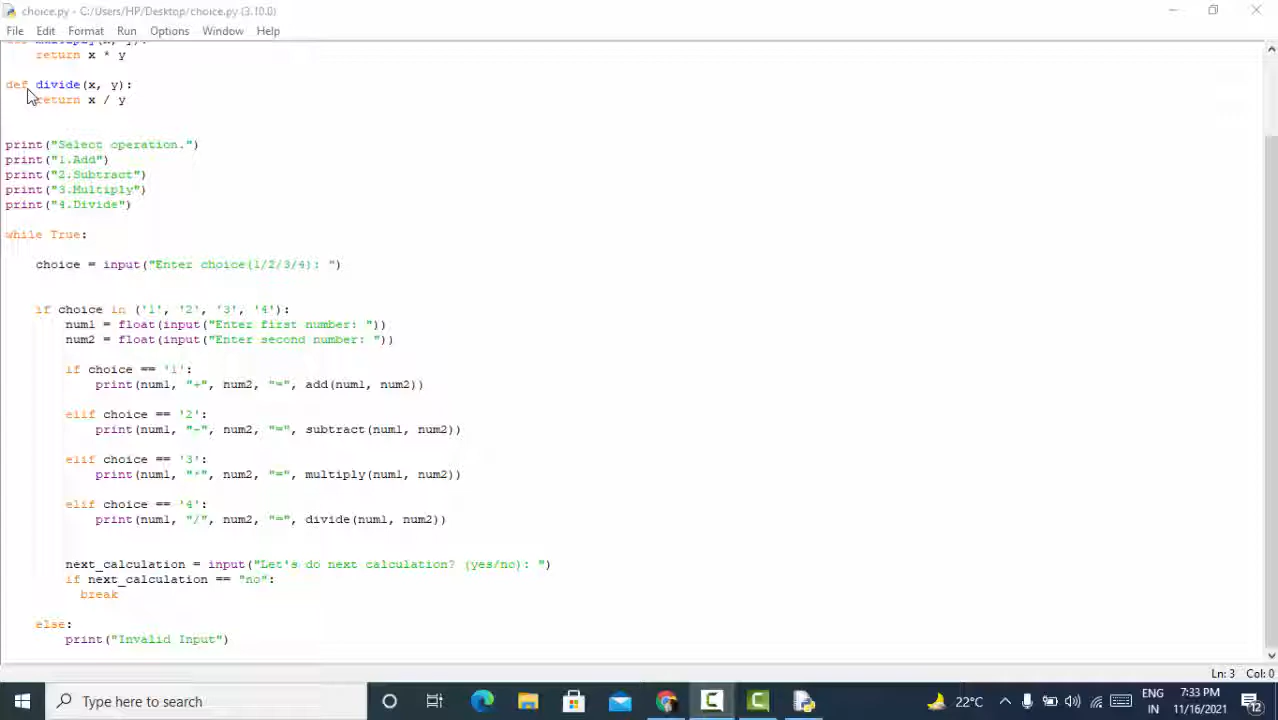 choice.py - C:/Users/HP/Desktop/choice.py (3.10.0)
File Edit Format Run Options Window Help
def multiply(x, y):
return x * y
def divide(x, y):
return x / y
print("Select operation.")
print("1.Add")
print("2.Subtract")
print("3.Multiply")
print("4.Divide")
while True:
choice = input("Enter choice(1/2/3/4): ")
if choice in ('1', '2', '3', '4'):
num1 = float(input("Enter first number: "))
num2 = float(input("Enter second number: "))
if choice == '1':
print(num1, "+", num2, "=", add(num1, num2))
elif choice == '2':
print(num1, "-", num2, "=", subtract(num1, num2))
elif choice == '3':
print(num1, "*", num2, "=", multiply(num1, num2))
elif choice == '4':
print(num1, "/", num2, "=", divide(num1, num2))
next_calculation = input("Let's do next calculation? (yes/no): ")
if next_calculation == "no":
break
else:
print("Invalid Input")
Ln: 3 Col: 0
Type here to search
22°C
ENG
IN
7:33 PM
11/16/2021
12